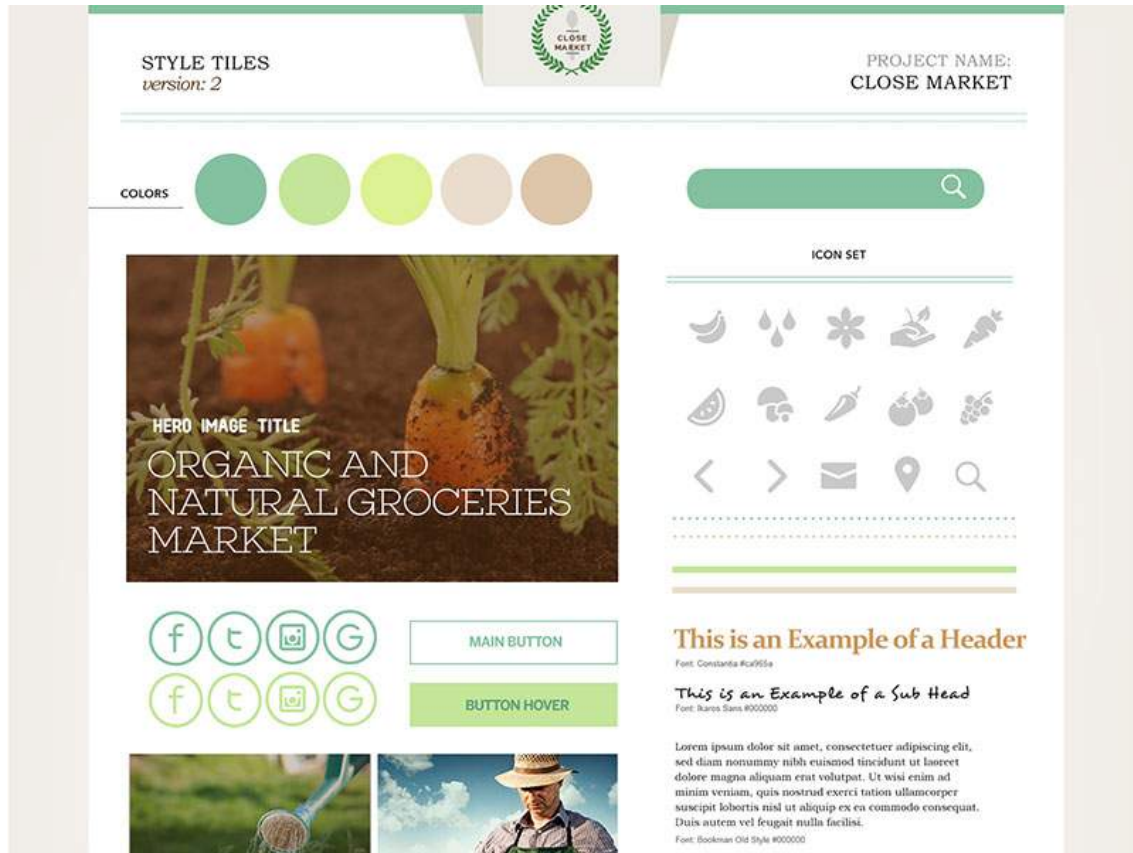 CLOSE
MARKET
STYLE TILES
version: 2
PROJECT NAME:
CLOSE MARKET
COLORS
ICON SET
HERO IMAGE TITLE
ORGANIC AND
NATURAL GROCERIES
MARKET
MAIN BUTTON
BUTTON HOVER
This is an Example of a Header
Font: Constantia #ca965a
This is an Example of a Sub Head
Font: Ikaros Sans #000000
Lorem ipsum dolor sit amet, consectetuer adipiscing elit,
sed diam nonummy nibh euismod tincidunt ut laoreet
dolore magna aliquam erat volutpat. Ut wisi enim ad
minim veniam, quis nostrud exerci tation ullamcorper
suscipit lobortis nisl ut aliquip ex ea commodo consequat.
Duis autem vel feugait nulla facilisi.
Font: Bookman Old Style #000000